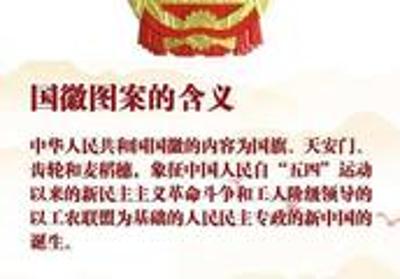 国徽图案的含义
中华人民共和国国徽的内容为国旗、天安门、
齿轮和麦稻穗，象征中国人民自“五四”运动
以来的新民主主义革命斗争和工人阶级领导的
以工农联盟为基础的人民民主专政的新中国的
诞生。